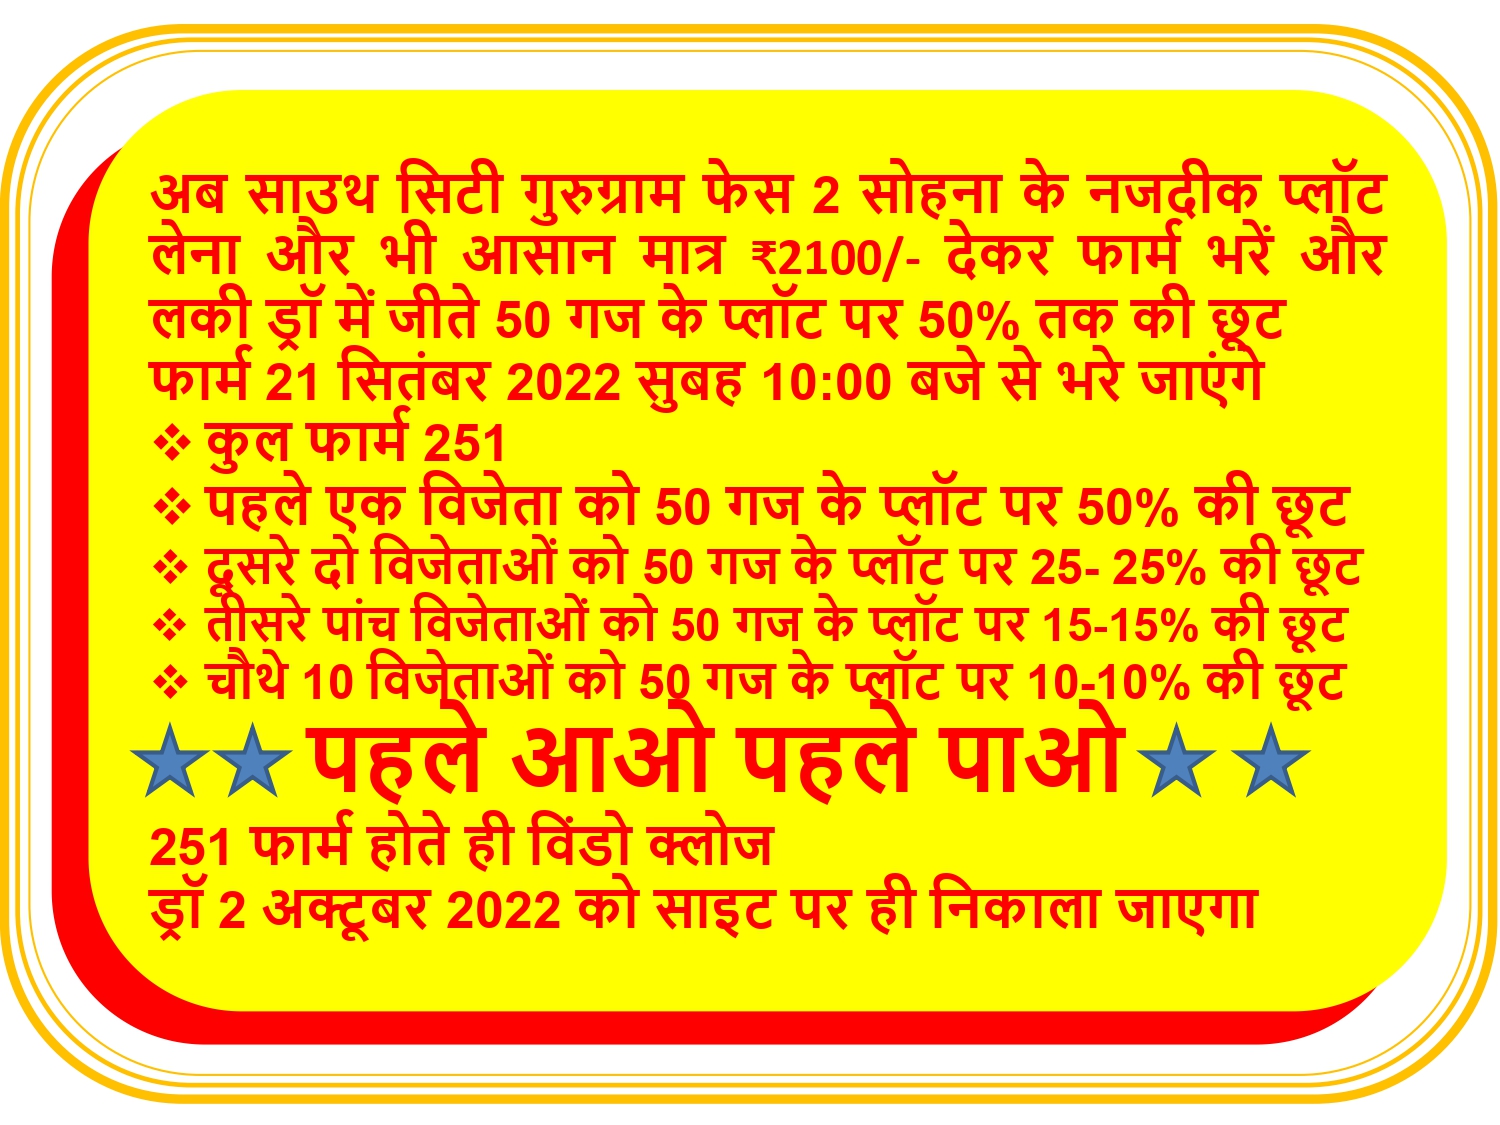 अब साउथ सिटी गुरुग्राम फेस 2 सोहना के नजदीक प्लॉट
लेना और भी आसान मात्र ₹2100/- देकर फार्म भरें और
लकी ड्रॉ में जीते 50 गज के प्लॉट पर 50% तक की छूट
फार्म 21 सितंबर 2022 सुबह 10:00 बजे से भरे जाएंगे
❖ कुल फार्म 251
❖ पहले एक विजेता को 50 गज के प्लॉट पर 50% की छूट
❖ दूसरे दो विजेताओं को 50 गज के प्लॉट पर 25- 25% की छूट
❖ तीसरे पांच विजेताओं को 50 गज के प्लॉट पर 15-15% की छूट
❖ चौथे 10 विजेताओं को 50 गज के प्लॉट पर 10-10% की छूट
पहले आओ पहले पाओ
251 फार्म होते ही विंडो क्लोज
ड्रॉ 2 अक्टूबर 2022 को साइट पर ही निकाला जाएगा